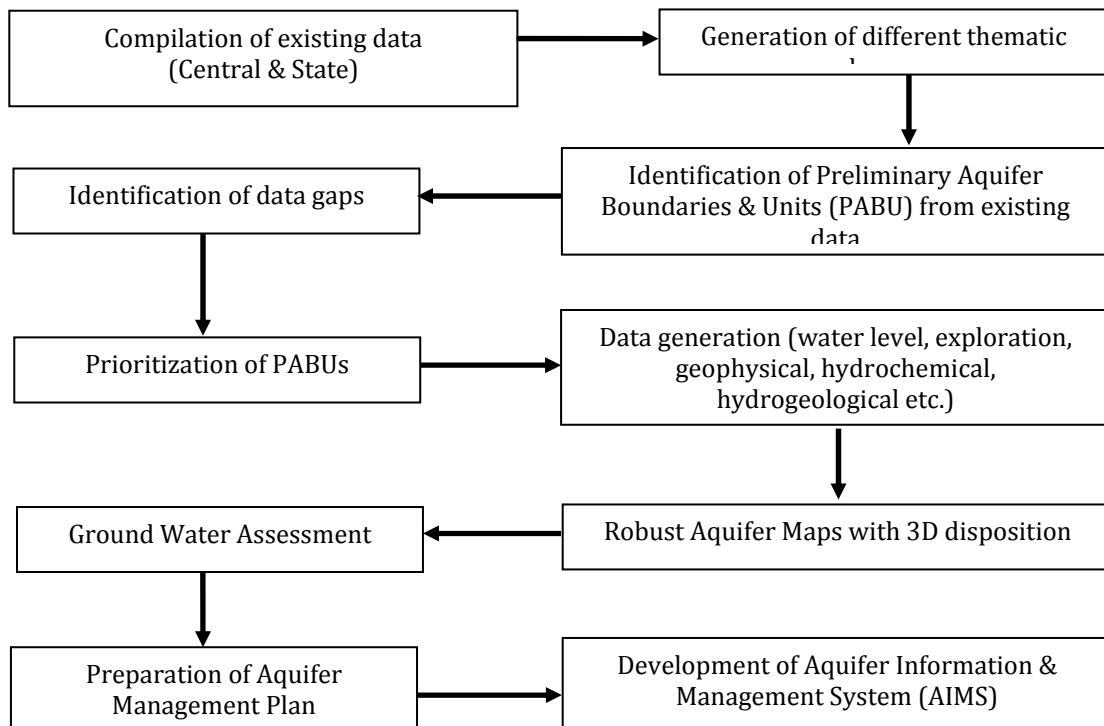 Compilation of existing data
(Central & State)
Generation of different thematic
Identification of Preliminary Aquifer
Boundaries & Units (PABU) from existing
data
Identification of data gaps
Prioritization of PABUs
Data generation (water level, exploration,
geophysical, hydrochemical,
hydrogeological etc.)
Robust Aquifer Maps with 3D disposition
Ground Water Assessment
Preparation of Aquifer
Management Plan
Development of Aquifer Information &
Management System (AIMS)